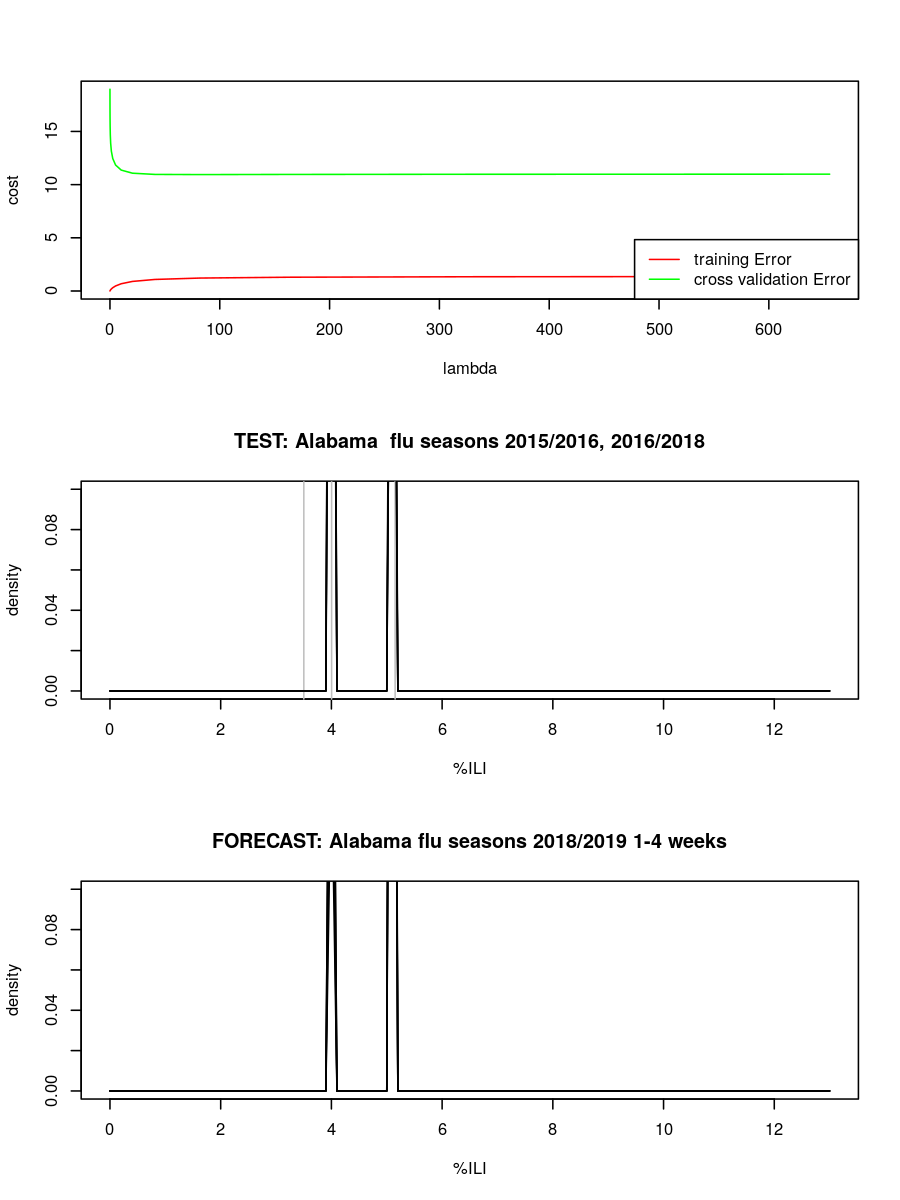 15
10
5
0
cost
training Error
cross validation Error
0 100 200 300 400 500 600
lambda
TEST: Alabama  flu seasons 2015/2016, 2016/2018
0.08
0.04
0.00
density
0 2 4 6 8 10 12
%ILI
FORECAST: Alabama flu seasons 2018/2019 1-4 weeks
0.08
0.04
0.00
density
0 2 4 6 8 10 12
%ILI